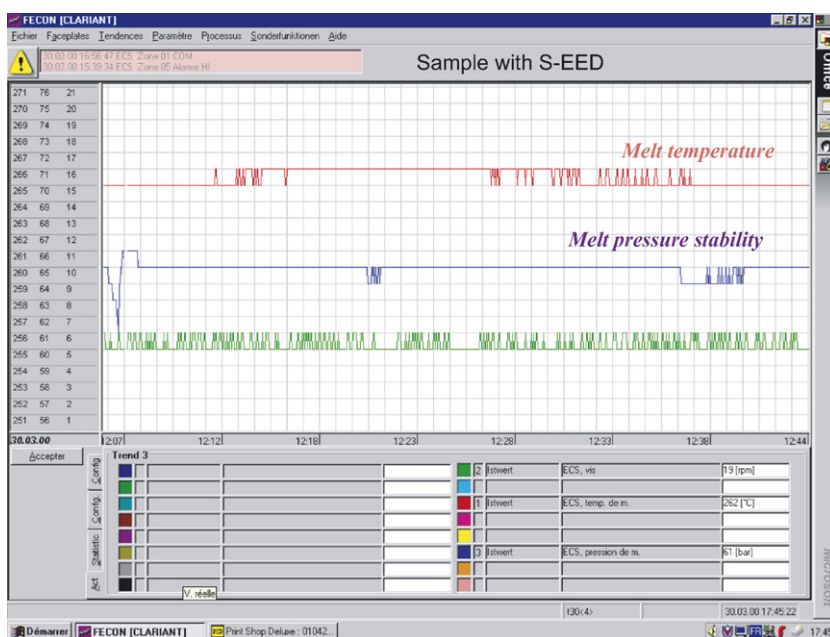 FECON [CLARIANT]
Fichier Faceplates Tendences Paramètre Processus Sonderfunktionen Aide
30.03.00 16:56:47 ECS Zone 01 COM
30.03.00 15:39:34 ECS Zone 05 Alarme HI
Sample with S-EED
Office
271 76 21
270 75 20
269 74 19
268 73 18
267 72 17
266 71 16
265 70 15
264 69 14
263 68 13
262 67 12
261 66 11
260 65 10
259 64 9
258 63 8
257 62 7
256 61 6
255 60 5
254 59 4
253 58 3
252 57 2
251 56 1
Melt temperature
Melt pressure stability
30.03.00 12:07 12:12 12:18 12:23 12:28 12:33 12:38 12:44
Accepter
Trend 3
Config.
Config.
Statistic
Act
2 Istwert ECS, vis 19 [rpm]
1 Istwert ECS, temp. de m. 262 [°C]
3 Istwert ECS, pression de m. 61 [bar]
V. réelle
t30<4> 30.03.00 17:45:22
Microsoft
Démarrer FECON [CLARIANT] Print Shop Deluxe : 01042... FR 17:45